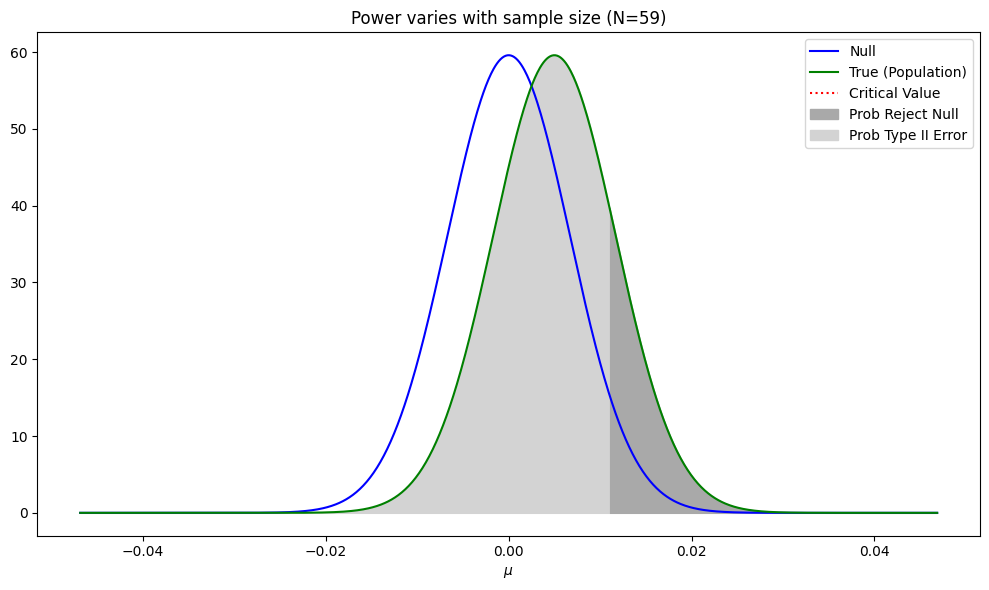 Power varies with sample size (N=59)
Null
True (Population)
Critical Value
Prob Reject Null
Prob Type II Error
60
50
40
30
20
10
0
−0.04
−0.02
0.00
0.02
0.04
μ